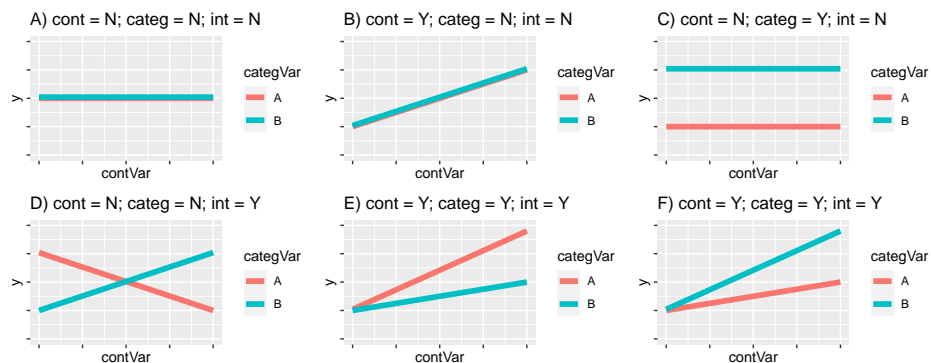 A) cont = N; categ = N; int = N
y
contVar
categVar
A
B
B) cont = Y; categ = N; int = N
y
contVar
categVar
A
B
C) cont = N; categ = Y; int = N
y
contVar
categVar
A
B
D) cont = N; categ = N; int = Y
y
contVar
categVar
A
B
E) cont = Y; categ = Y; int = Y
y
contVar
categVar
A
B
F) cont = Y; categ = Y; int = Y
y
contVar
categVar
A
B